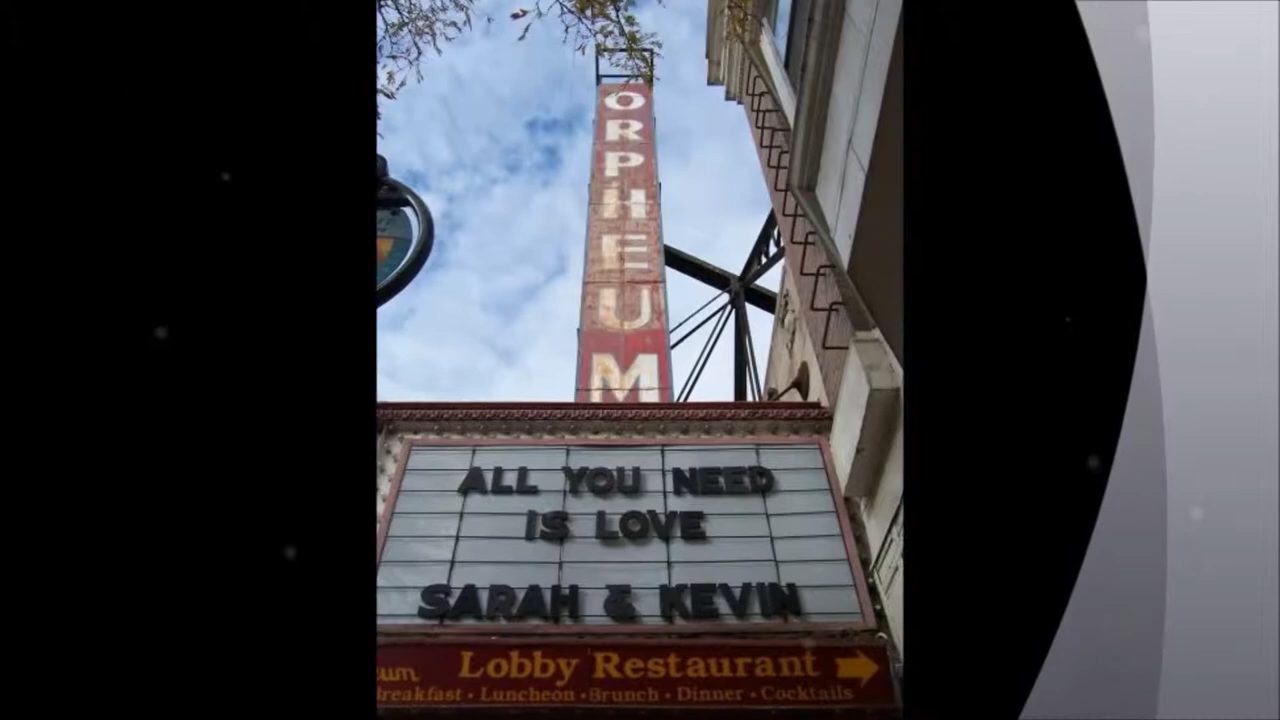 ORPHEUM
ALL YOU NEED
IS LOVE
SARAH & KEVIN
Lobby Restaurant
Breakfast • Luncheon • Brunch • Dinner • Cocktails